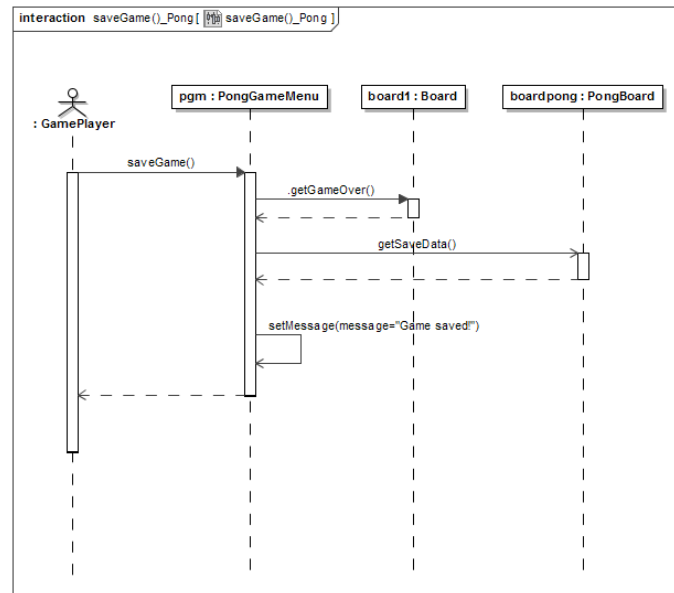 interaction saveGame()_Pong [ saveGame()_Pong ]
pgm : PongGameMenu
board1 : Board
boardpong : PongBoard
: GamePlayer
saveGame()
.getGameOver()
getSaveData()
setMessage(message="Game saved!")